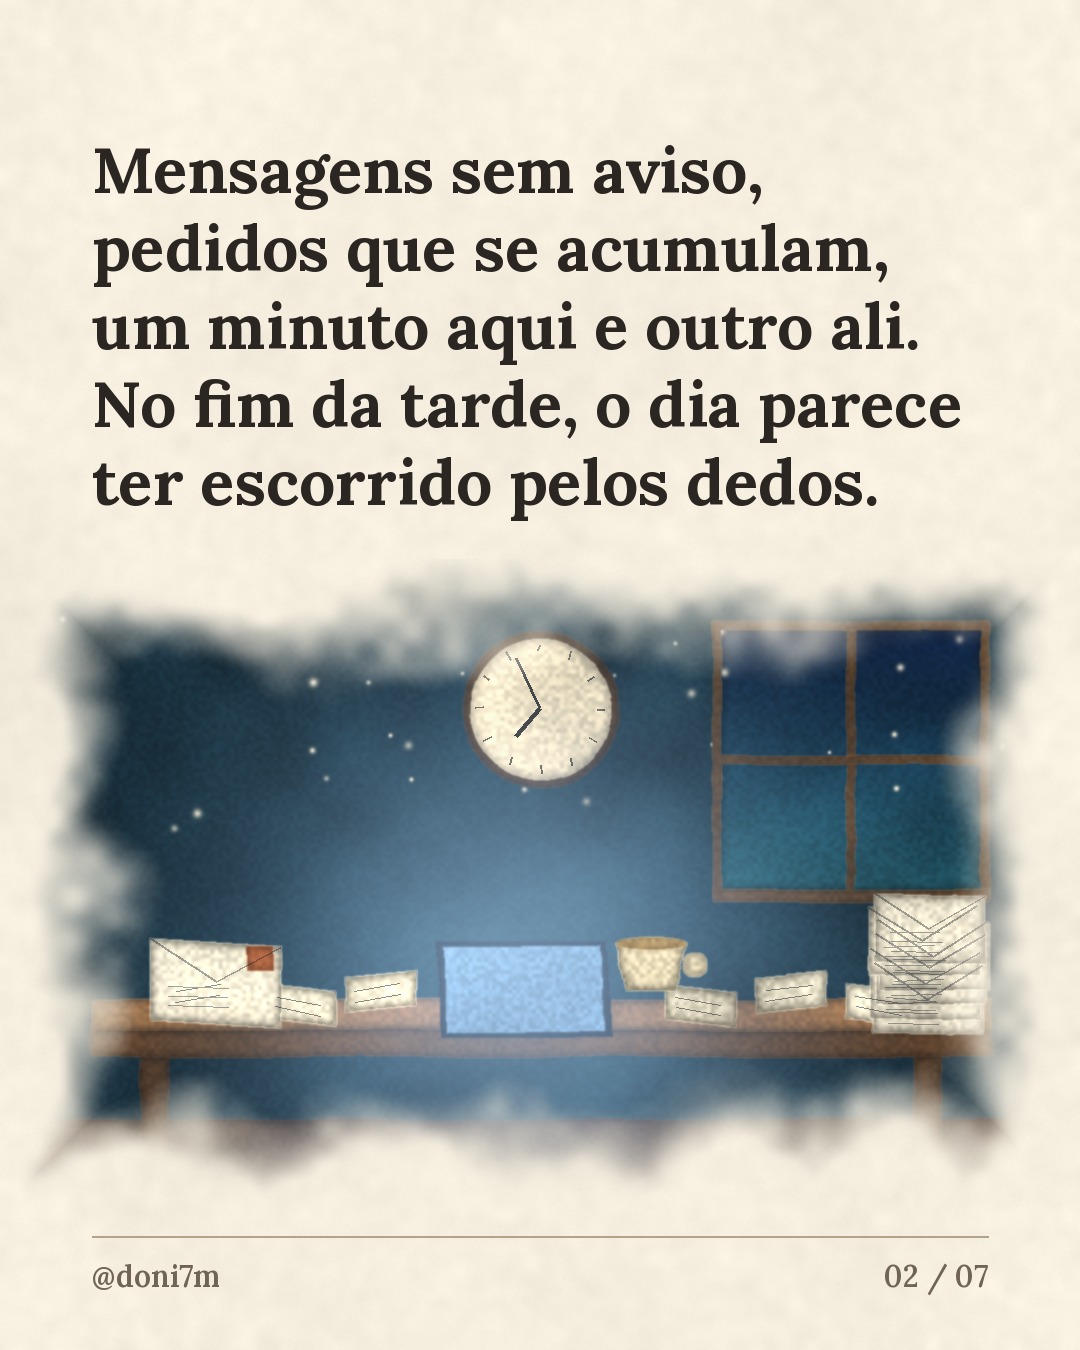 Mensagens sem aviso,
pedidos que se acumulam,
um minuto aqui e outro ali.
No fim da tarde, o dia parece
ter escorrido pelos dedos.
@doni7m
02 / 07